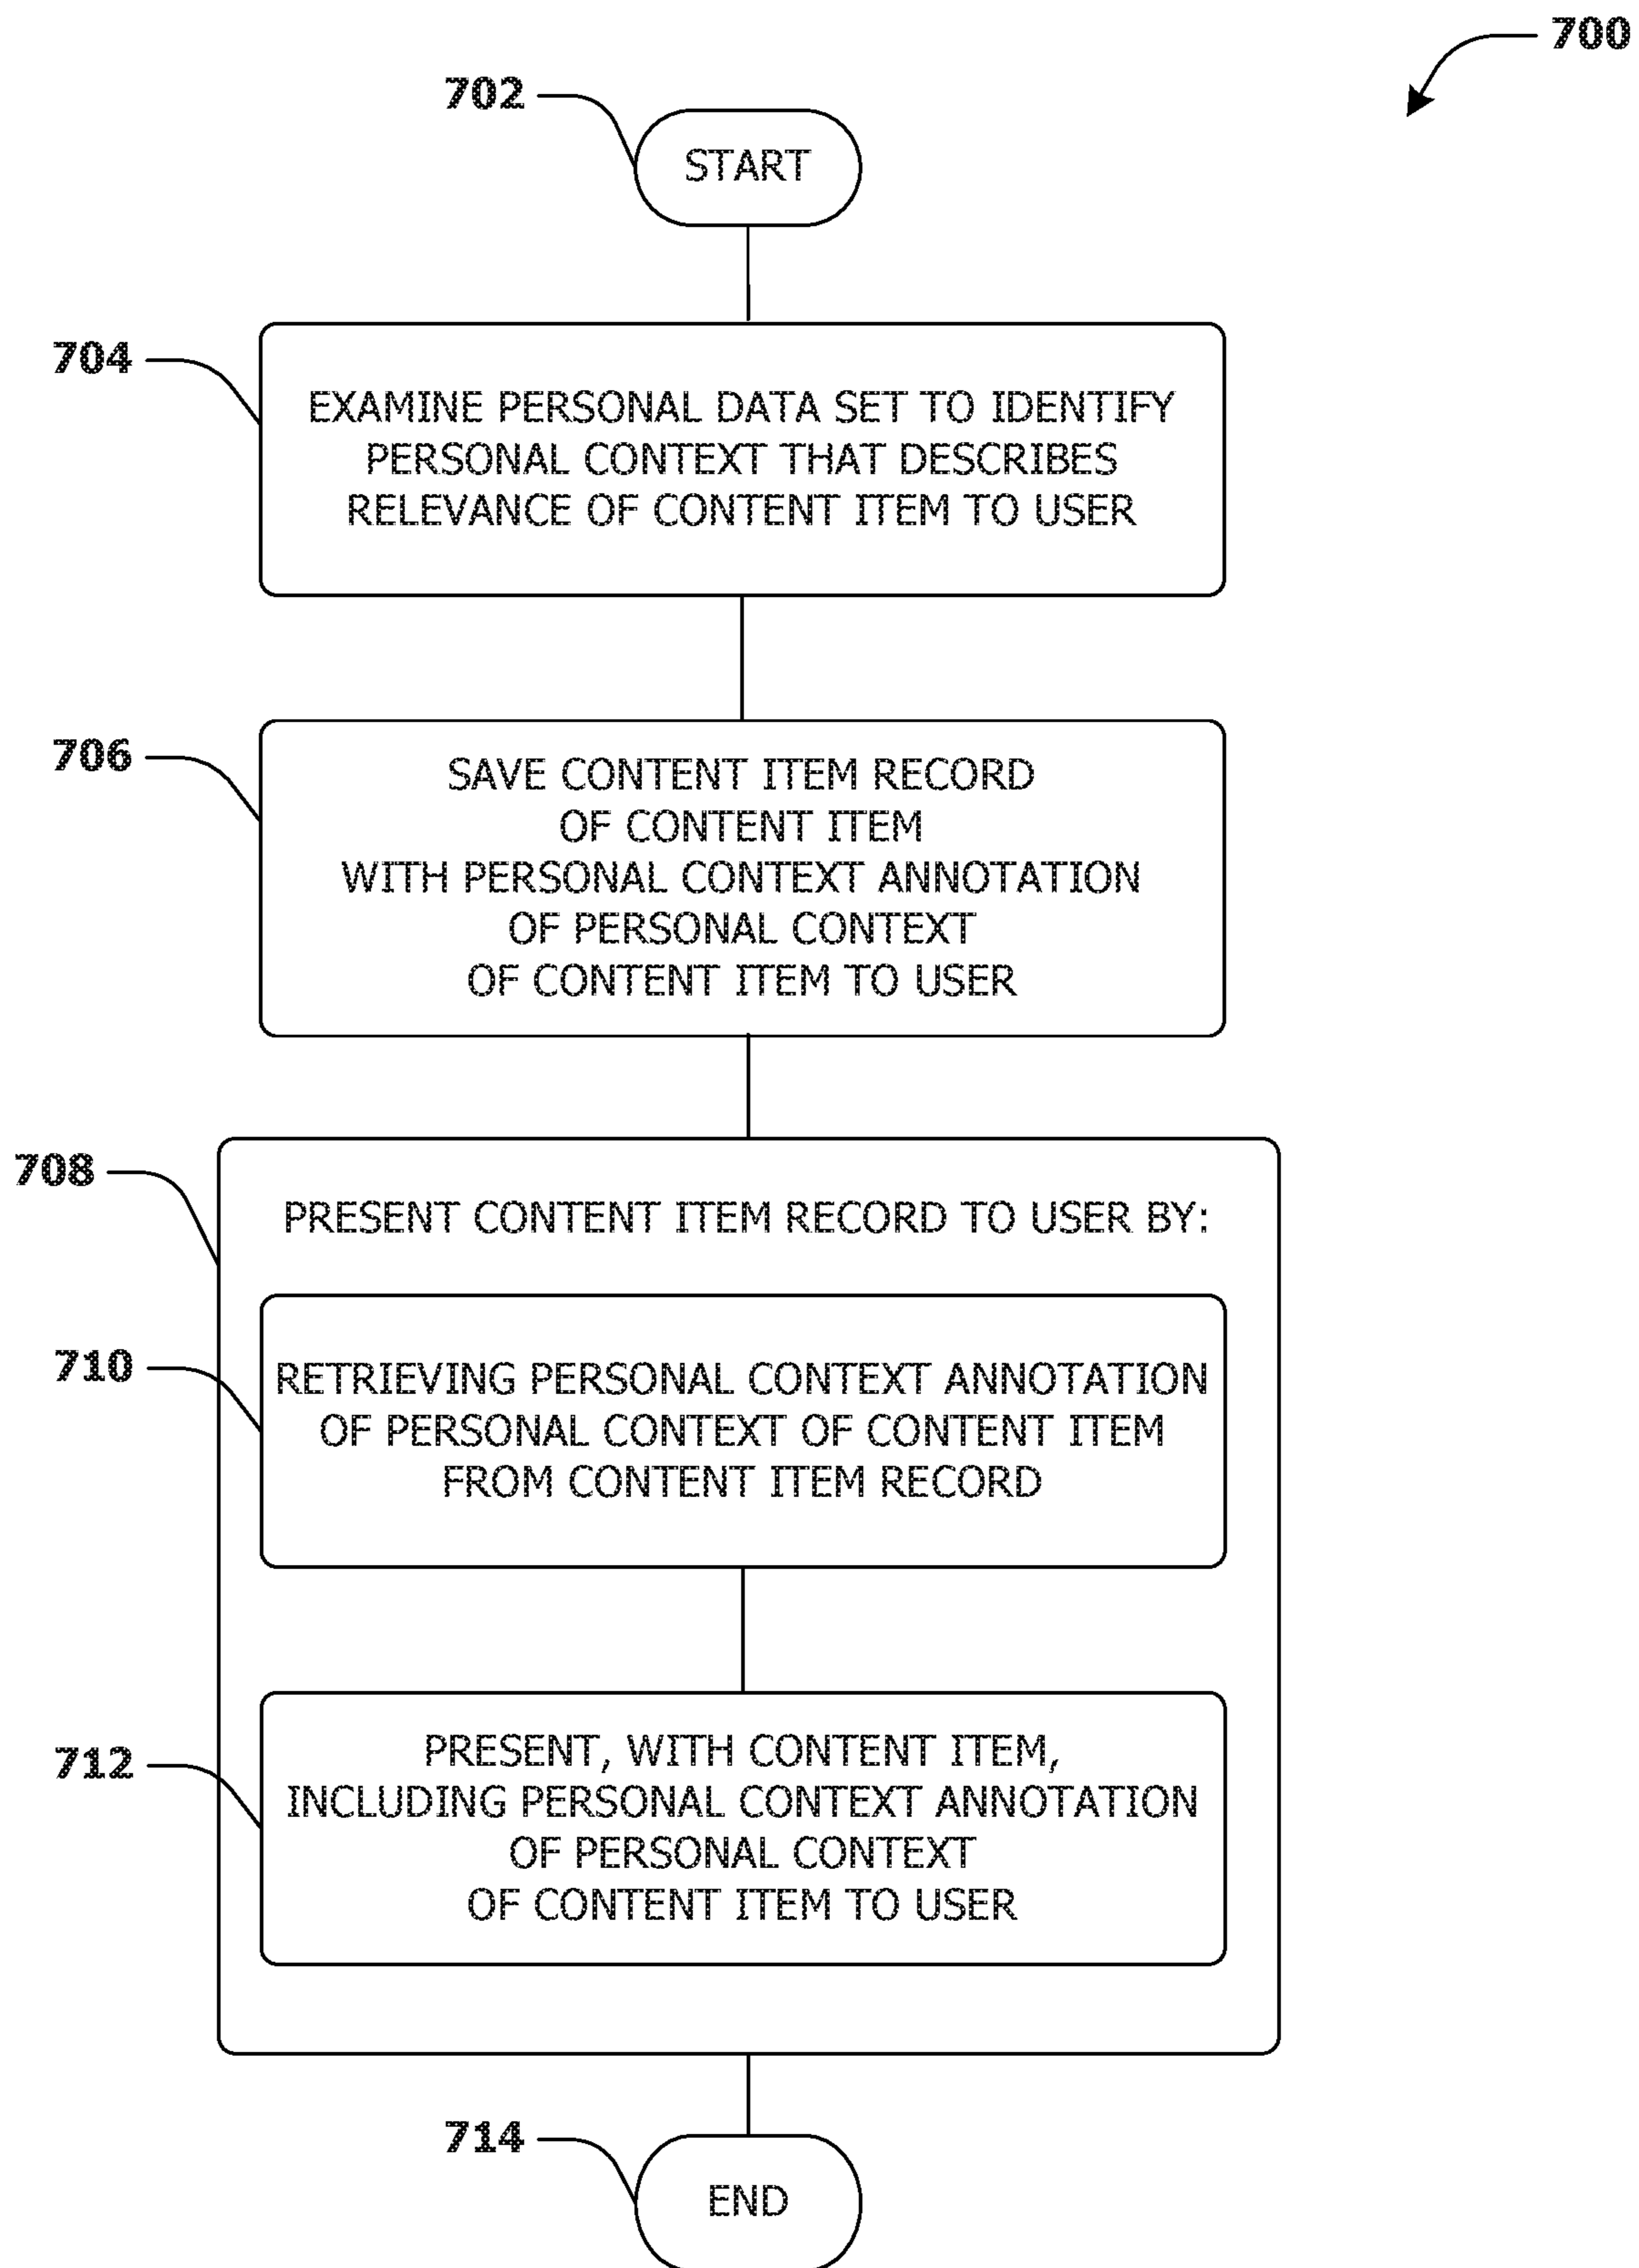 700
702
START
704
EXAMINE PERSONAL DATA SET TO IDENTIFY
PERSONAL CONTEXT THAT DESCRIBES
RELEVANCE OF CONTENT ITEM TO USER
706
SAVE CONTENT ITEM RECORD
OF CONTENT ITEM
WITH PERSONAL CONTEXT ANNOTATION
OF PERSONAL CONTEXT
OF CONTENT ITEM TO USER
708
PRESENT CONTENT ITEM RECORD TO USER BY:
710
RETRIEVING PERSONAL CONTEXT ANNOTATION
OF PERSONAL CONTEXT OF CONTENT ITEM
FROM CONTENT ITEM RECORD
712
PRESENT, WITH CONTENT ITEM,
INCLUDING PERSONAL CONTEXT ANNOTATION
OF PERSONAL CONTEXT
OF CONTENT ITEM TO USER
714
END